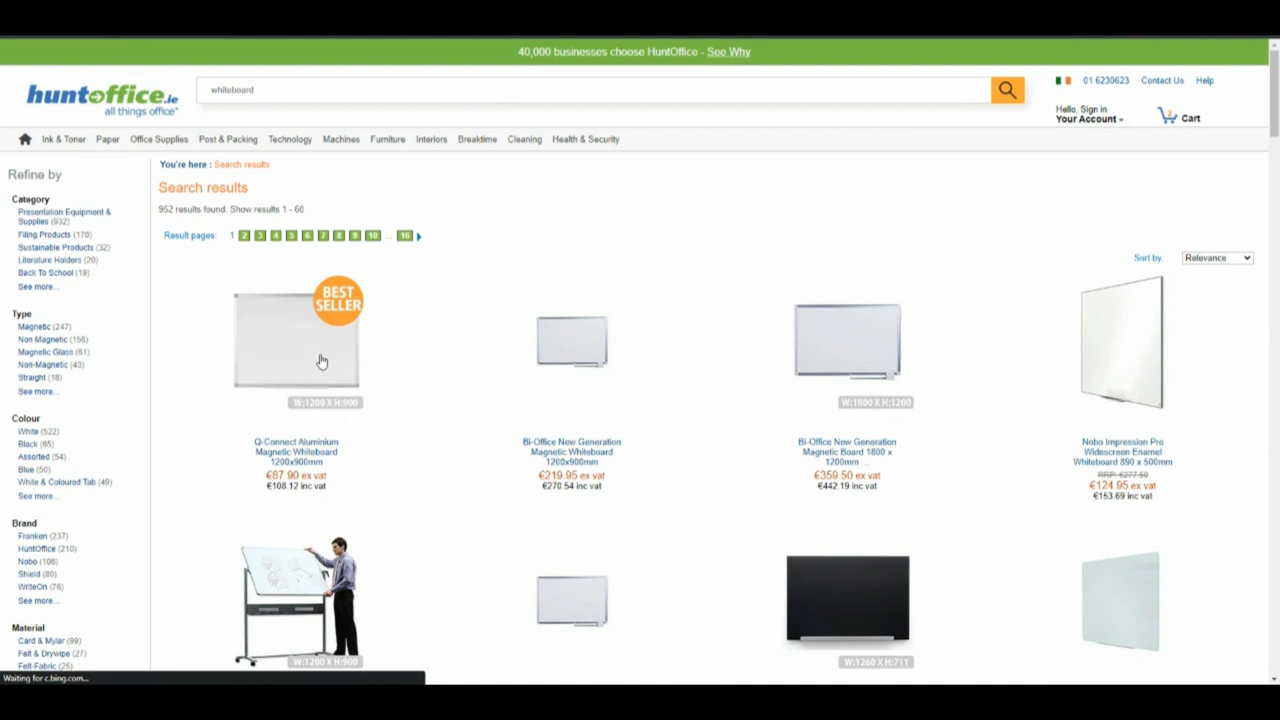 40,000 businesses choose HuntOffice - See Why
huntoffice.ie
all things office™
whiteboard
01 6230623 Contact Us Help
Hello. Sign in
Your Account
2
Cart
Ink & Toner Paper Office Supplies Post & Packing Technology Machines Furniture Interiors Breaktime Cleaning Health & Security
Refine by
Category
Presentation Equipment &
Supplies (932)
Filing Products (170)
Sustainable Products (32)
Literature Holders (20)
Back To School (19)
See more...
Type
Magnetic (247)
Non Magnetic (156)
Magnetic Glass (81)
Non-Magnetic (43)
Straight (18)
See more...
Colour
White (522)
Black (65)
Assorted (54)
Blue (50)
White & Coloured Tab (49)
See more...
Brand
Franken (237)
HuntOffice (210)
Nobo (108)
Shield (80)
WriteOn (76)
See more...
Material
Card & Mylar (99)
Felt & Drywipe (27)
Felt-Fabric (25)
You're here : Search results
Search results
952 results found. Show results 1 - 60
Result pages: 1 2 3 4 5 6 7 8 9 10 ... 16
Sort by Relevance
BEST
SELLER
W:1200 X H:900
W:1800 X H:1200
Q-Connect Aluminium
Magnetic Whiteboard
1200x900mm
€87.90 ex vat
€108.12 inc vat
Bi-Office New Generation
Magnetic Whiteboard
1200x900mm
€219.95 ex vat
€270.54 inc vat
Bi-Office New Generation
Magnetic Board 1800 x
1200mm ...
€359.50 ex vat
€442.19 inc vat
Nobo Impression Pro
Widescreen Enamel
Whiteboard 890 x 500mm
RRP: €277.50
€124.95 ex vat
€153.69 inc vat
W:1200 X H:900
W:1260 X H:711
Waiting for c.bing.com...